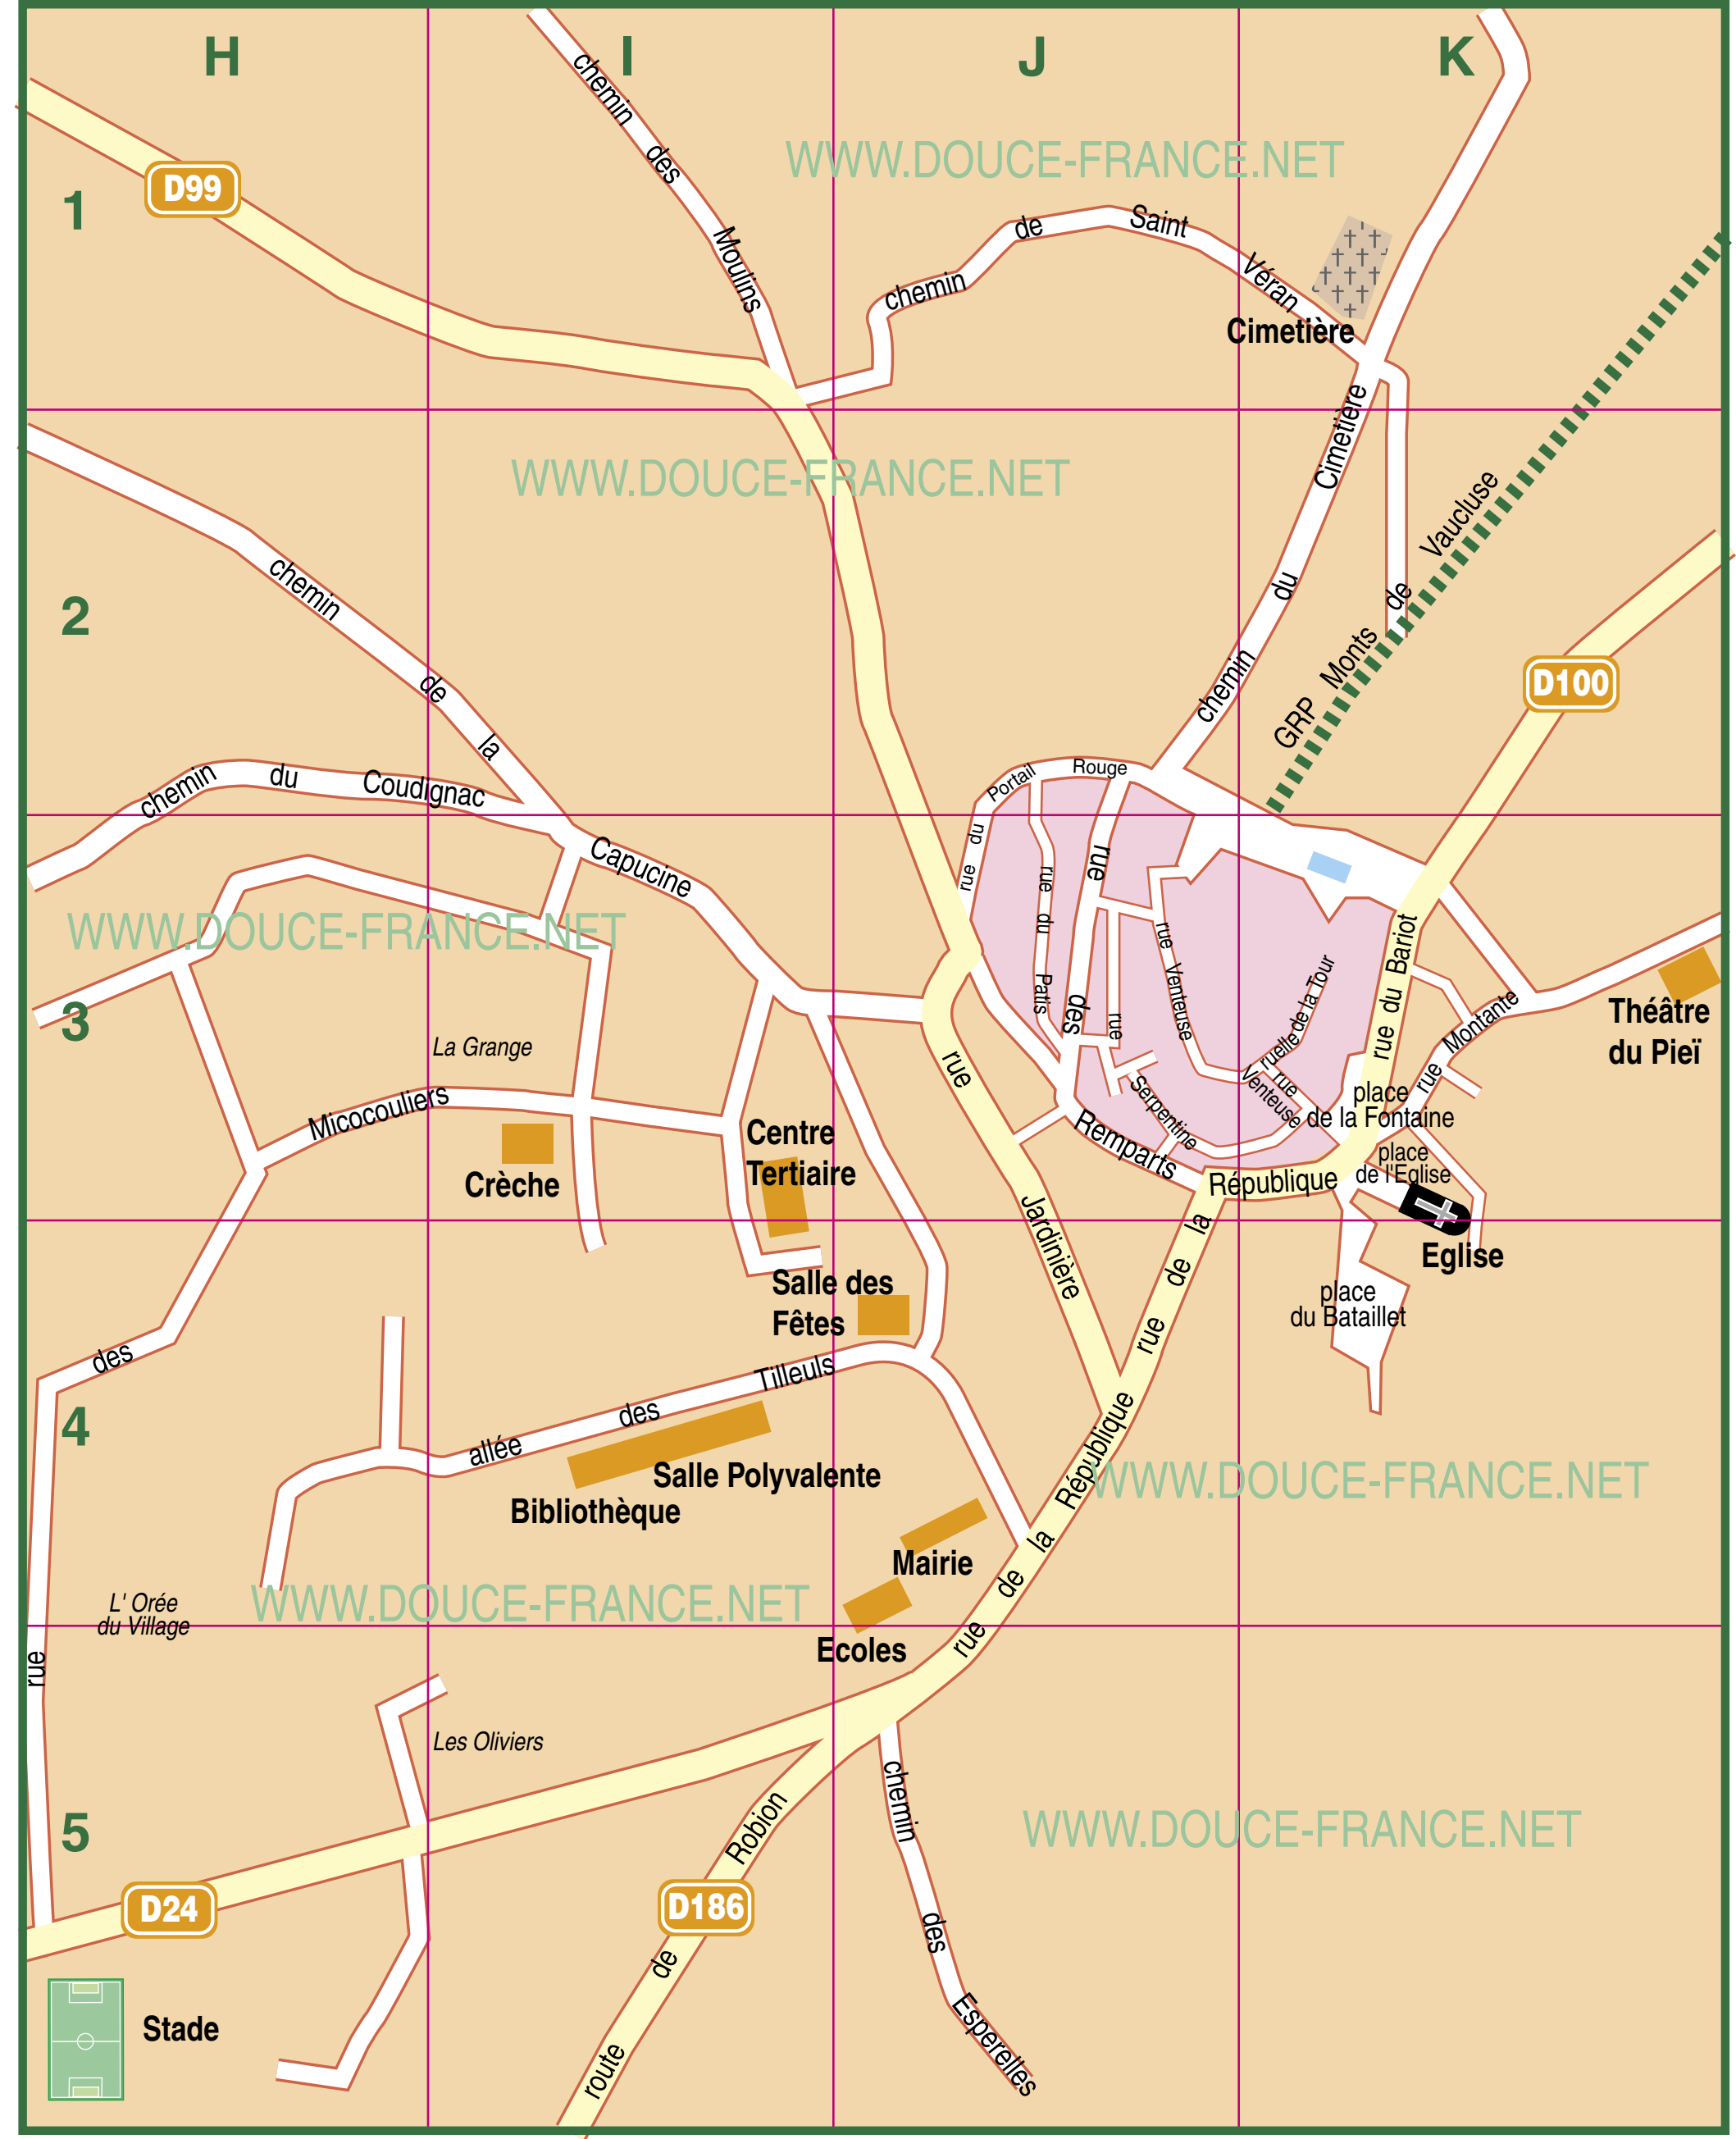 H
I
J
K
1
2
3
4
5
D99
chemin des Moulins
WWW.DOUCE-FRANCE.NET
chemin de Saint Véran
Cimetière
chemin du Cimetière
WWW.DOUCE-FRANCE.NET
GRP Monts de Vaucluse
D100
chemin de la Capucine
chemin du Coudignac
rue du Portail Rouge
WWW.DOUCE-FRANCE.NET
rue du Patis
rue des Remparts
rue Venteuse
ruelle de la Tour
rue Venteuse
rue Serpentine
rue du Bariot
rue Montante
Théâtre
du Pieï
place
de la Fontaine
place
de l'Eglise
Eglise
place
du Bataillet
La Grange
rue des Micocouliers
Crèche
Centre
Tertiaire
rue Jardinière
rue de la République
Salle des
Fêtes
allée des Tilleuls
Salle Polyvalente
Bibliothèque
WWW.DOUCE-FRANCE.NET
Mairie
rue de la République
L' Orée
du Village
WWW.DOUCE-FRANCE.NET
Ecoles
Les Oliviers
WWW.DOUCE-FRANCE.NET
D24
D186
route de Robion
chemin des Esperelles
Stade